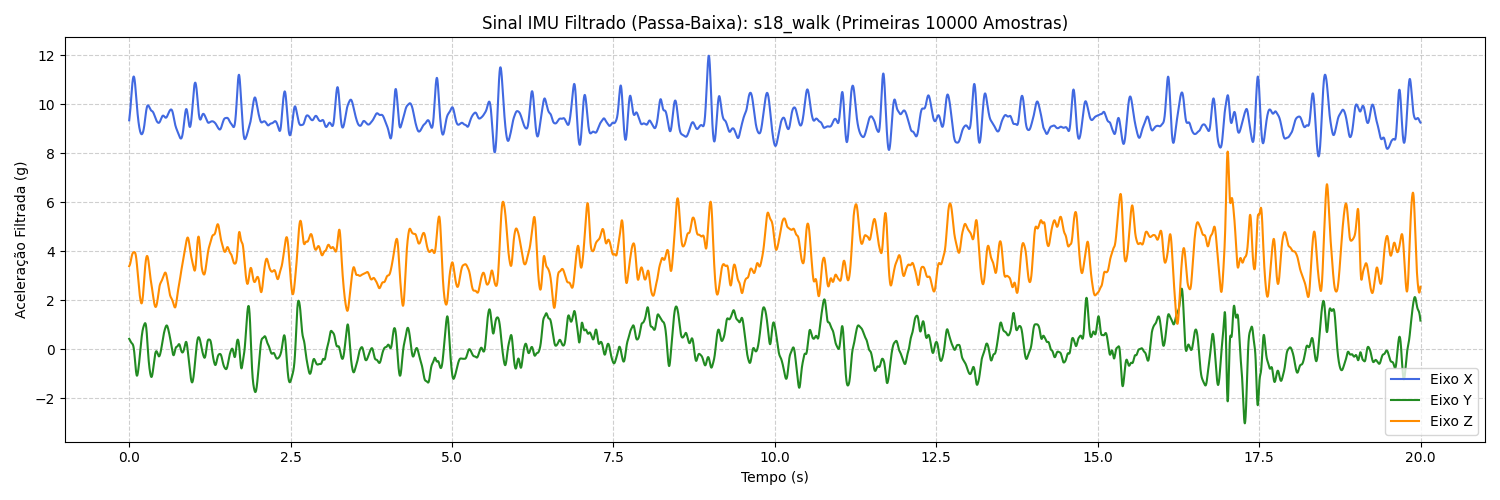 Sinal IMU Filtrado (Passa-Baixa): s18_walk (Primeiras 10000 Amostras)
Aceleração Filtrada (g)
12
10
8
6
4
2
0
−2
0.0
2.5
5.0
7.5
10.0
12.5
15.0
17.5
20.0
Tempo (s)
Eixo X
Eixo Y
Eixo Z